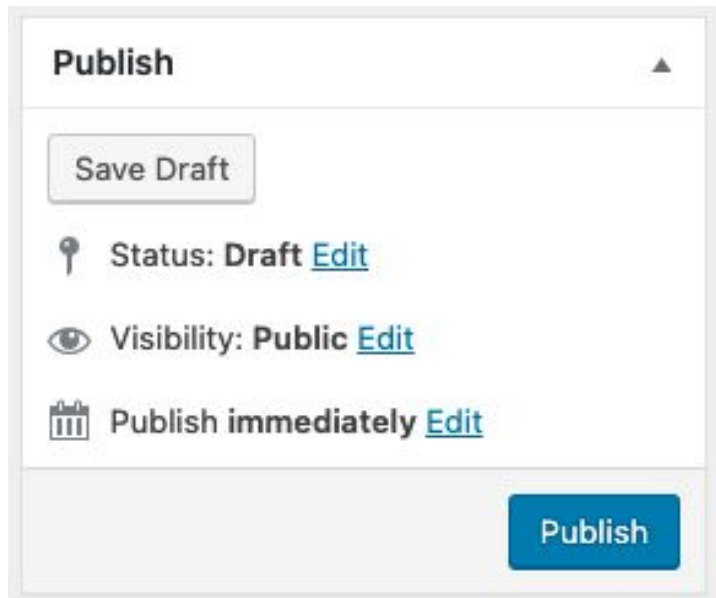 Publish
Save Draft
Status: Draft Edit
Visibility: Public Edit
Publish immediately Edit
Publish